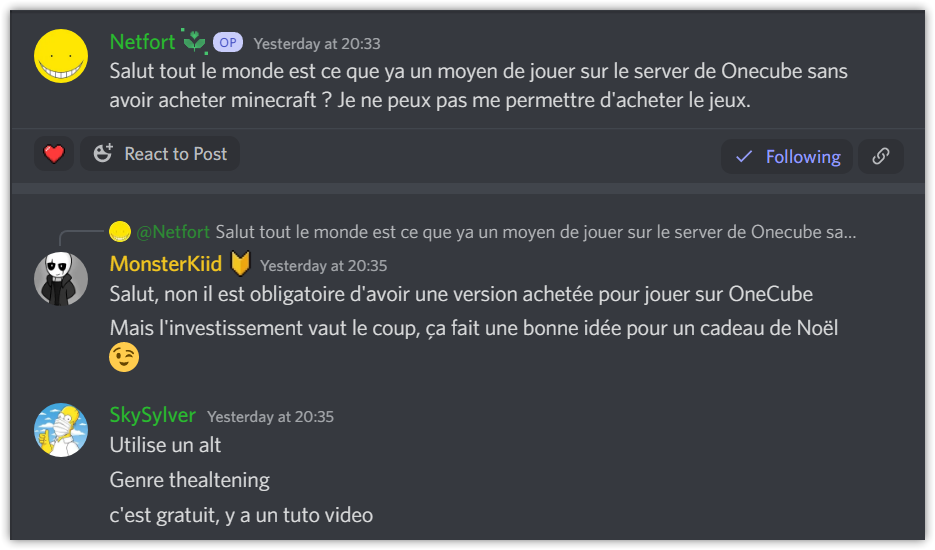 Netfort OP Yesterday at 20:33
Salut tout le monde est ce que ya un moyen de jouer sur le server de Onecube sans
avoir acheter minecraft ? Je ne peux pas me permettre d'acheter le jeux.
React to Post
Following
@Netfort Salut tout le monde est ce que ya un moyen de jouer sur le server de Onecube sa...
MonsterKiid Yesterday at 20:35
Salut, non il est obligatoire d'avoir une version achetée pour jouer sur OneCube
Mais l'investissement vaut le coup, ça fait une bonne idée pour un cadeau de Noël
SkySylver Yesterday at 20:35
Utilise un alt
Genre thealtening
c'est gratuit, y a un tuto video